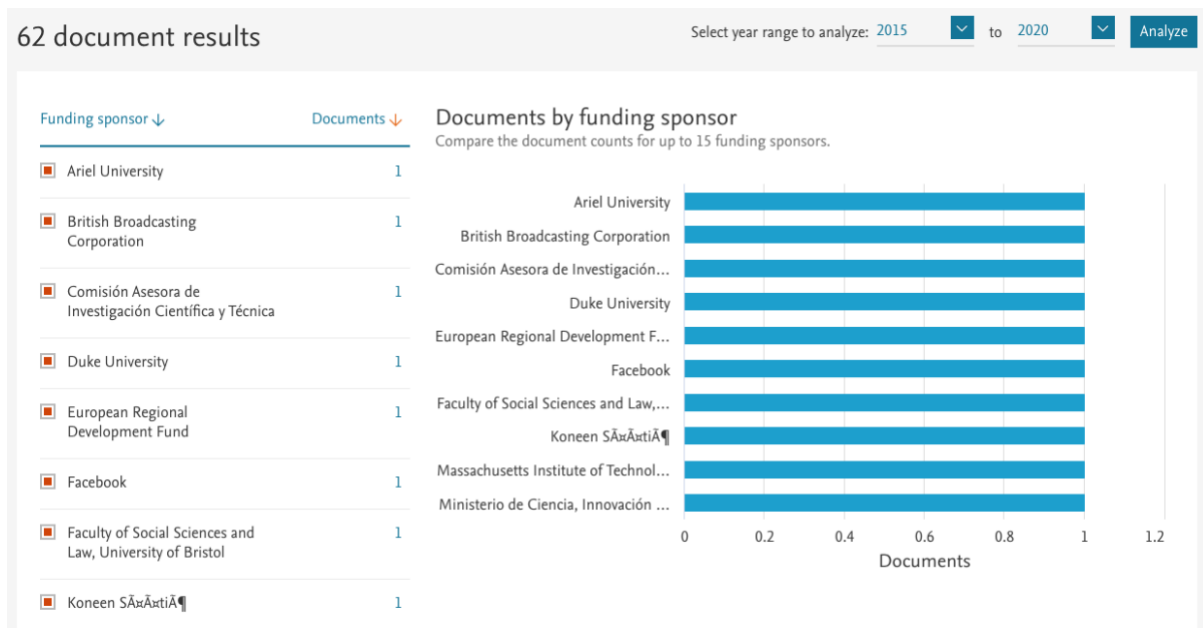 62 document results
Select year range to analyze: 2015 to 2020 Analyze
Funding sponsor Documents
Ariel University 1
British Broadcasting 1
Corporation
Comisión Asesora de 1
Investigación Científica y Técnica
Duke University 1
European Regional 1
Development Fund
Facebook 1
Faculty of Social Sciences and 1
Law, University of Bristol
Koneen SÃ¤Ã¤tiÃ¶ 1
Documents by funding sponsor
Compare the document counts for up to 15 funding sponsors.
Ariel University
British Broadcasting Corporation
Comisión Asesora de Investigación...
Duke University
European Regional Development F...
Facebook
Faculty of Social Sciences and Law,...
Koneen SÃ¤Ã¤tiÃ¶
Massachusetts Institute of Technol...
Ministerio de Ciencia, Innovación ...
0 0.2 0.4 0.6 0.8 1 1.2
Documents